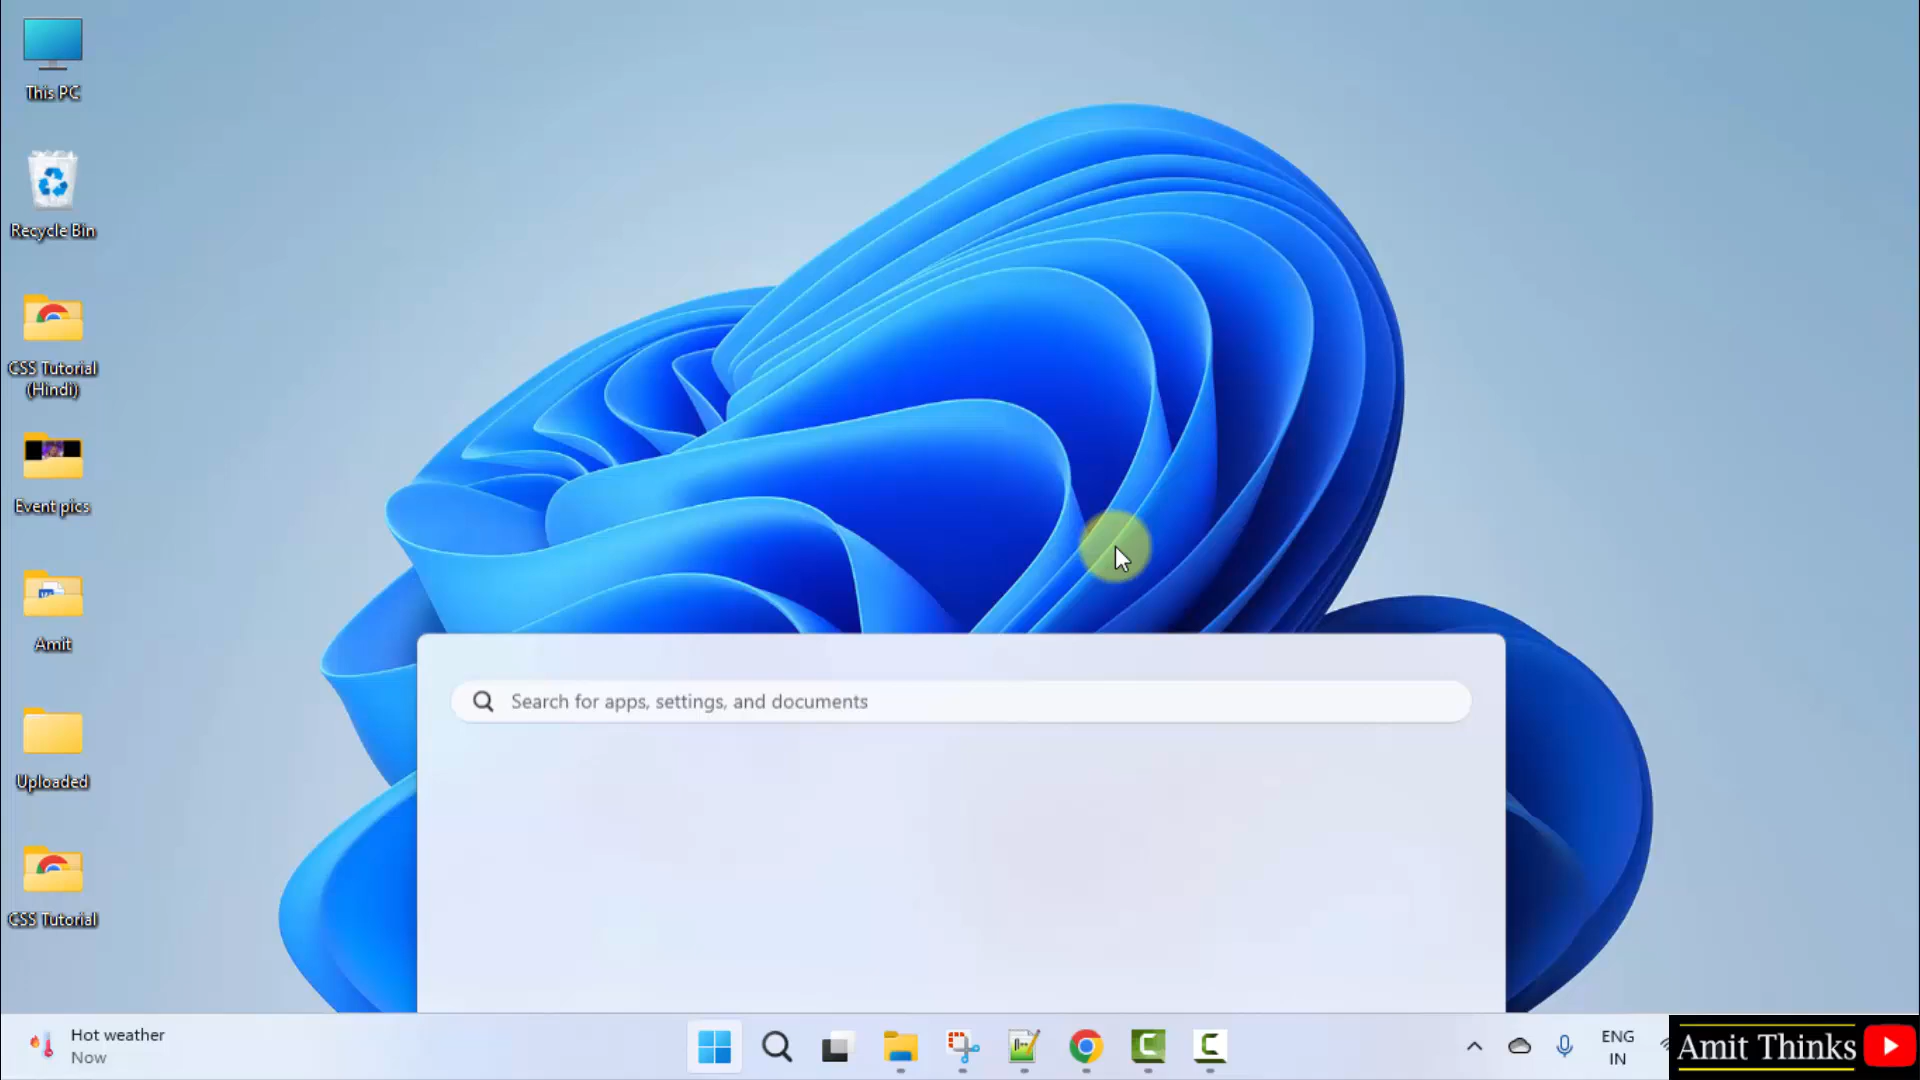 This PC
Recycle Bin
CSS Tutorial
(Hindi)
Event pics
Amit
Uploaded
CSS Tutorial
Search for apps, settings, and documents
Hot weather
Now
ENG
IN
Amit Thinks